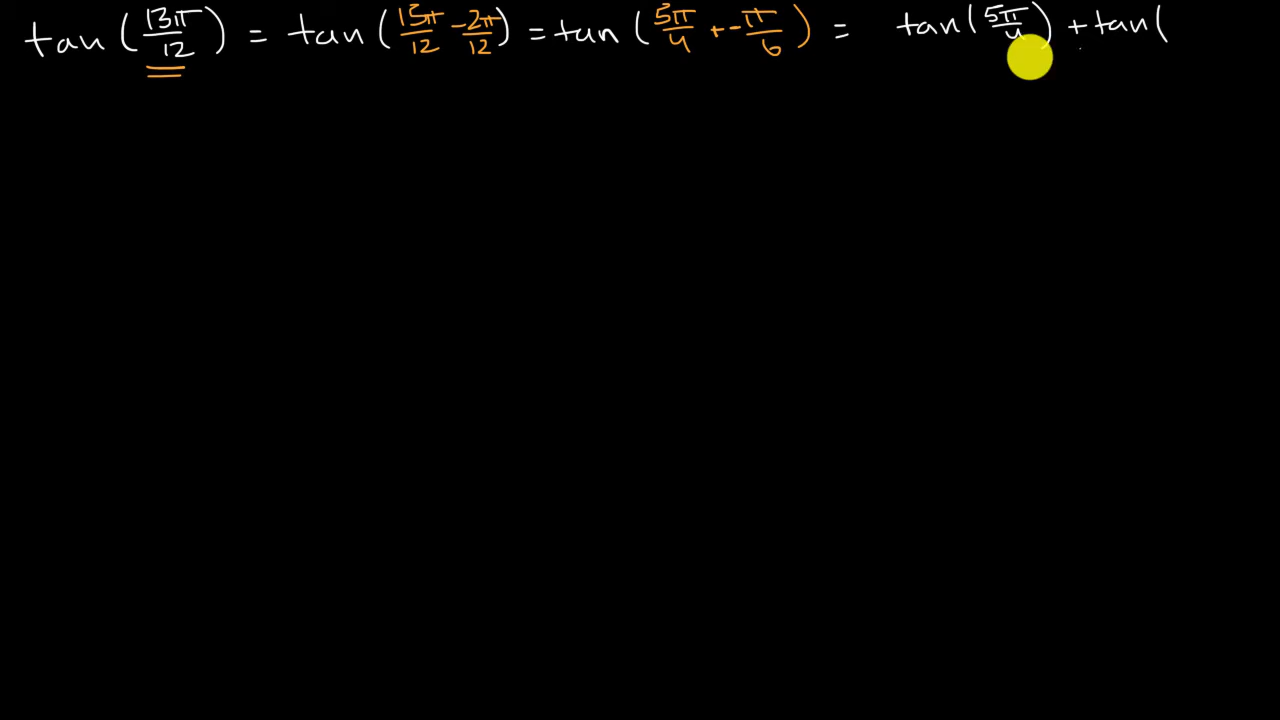 tan(13π/12) = tan(15π/12 - 2π/12) = tan(5π/4 + -π/6) = tan(5π/4) + tan(